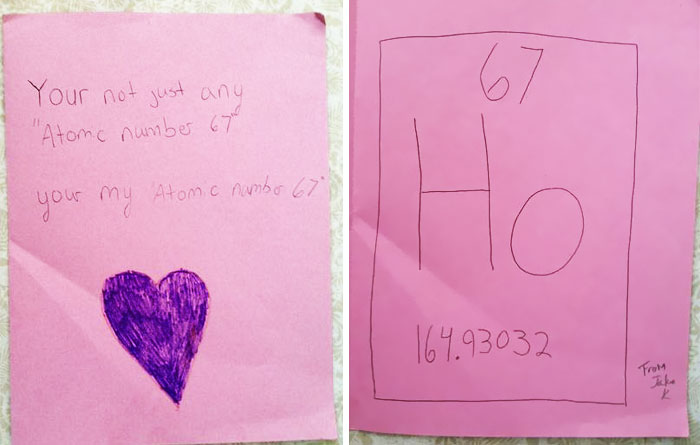 Your not just any
"Atomic number 67"
your my "Atomic number 67"
67
Ho
164.93032
From
K